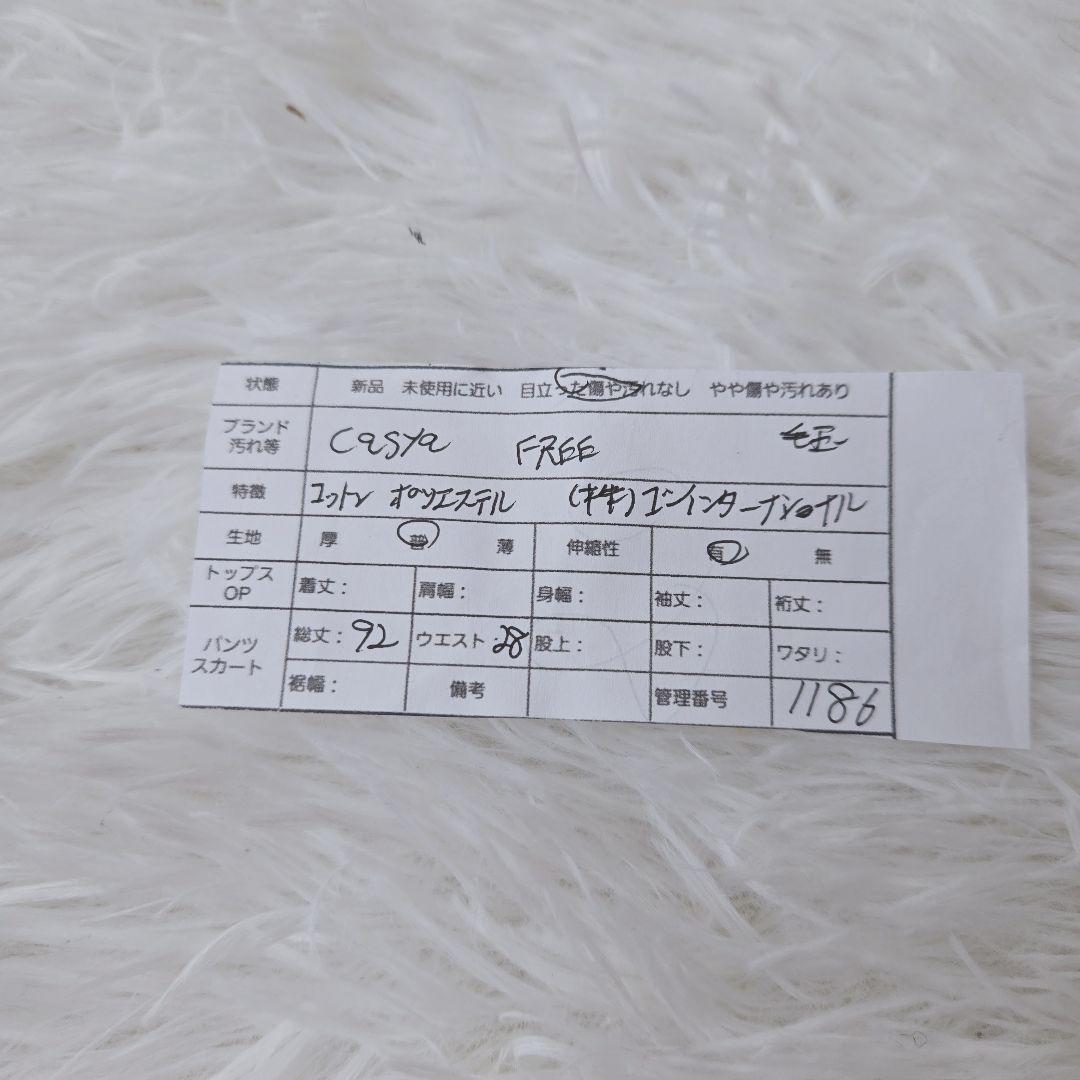 状態 新品 未使用に近い 目立った傷や汚れなし やや傷や汚れあり
ブランド 汚れ等 casya FREE 毛玉
特徴 コットン ポリエステル (株)コンインターナショナル
生地 厚 普 薄 伸縮性 有 無
トップス OP 着丈： 肩幅： 身幅： 袖丈： 裄丈：
パンツ スカート 総丈：92 ウエスト：28 股上： 股下： ワタリ：
裾幅： 備考 管理番号 1186